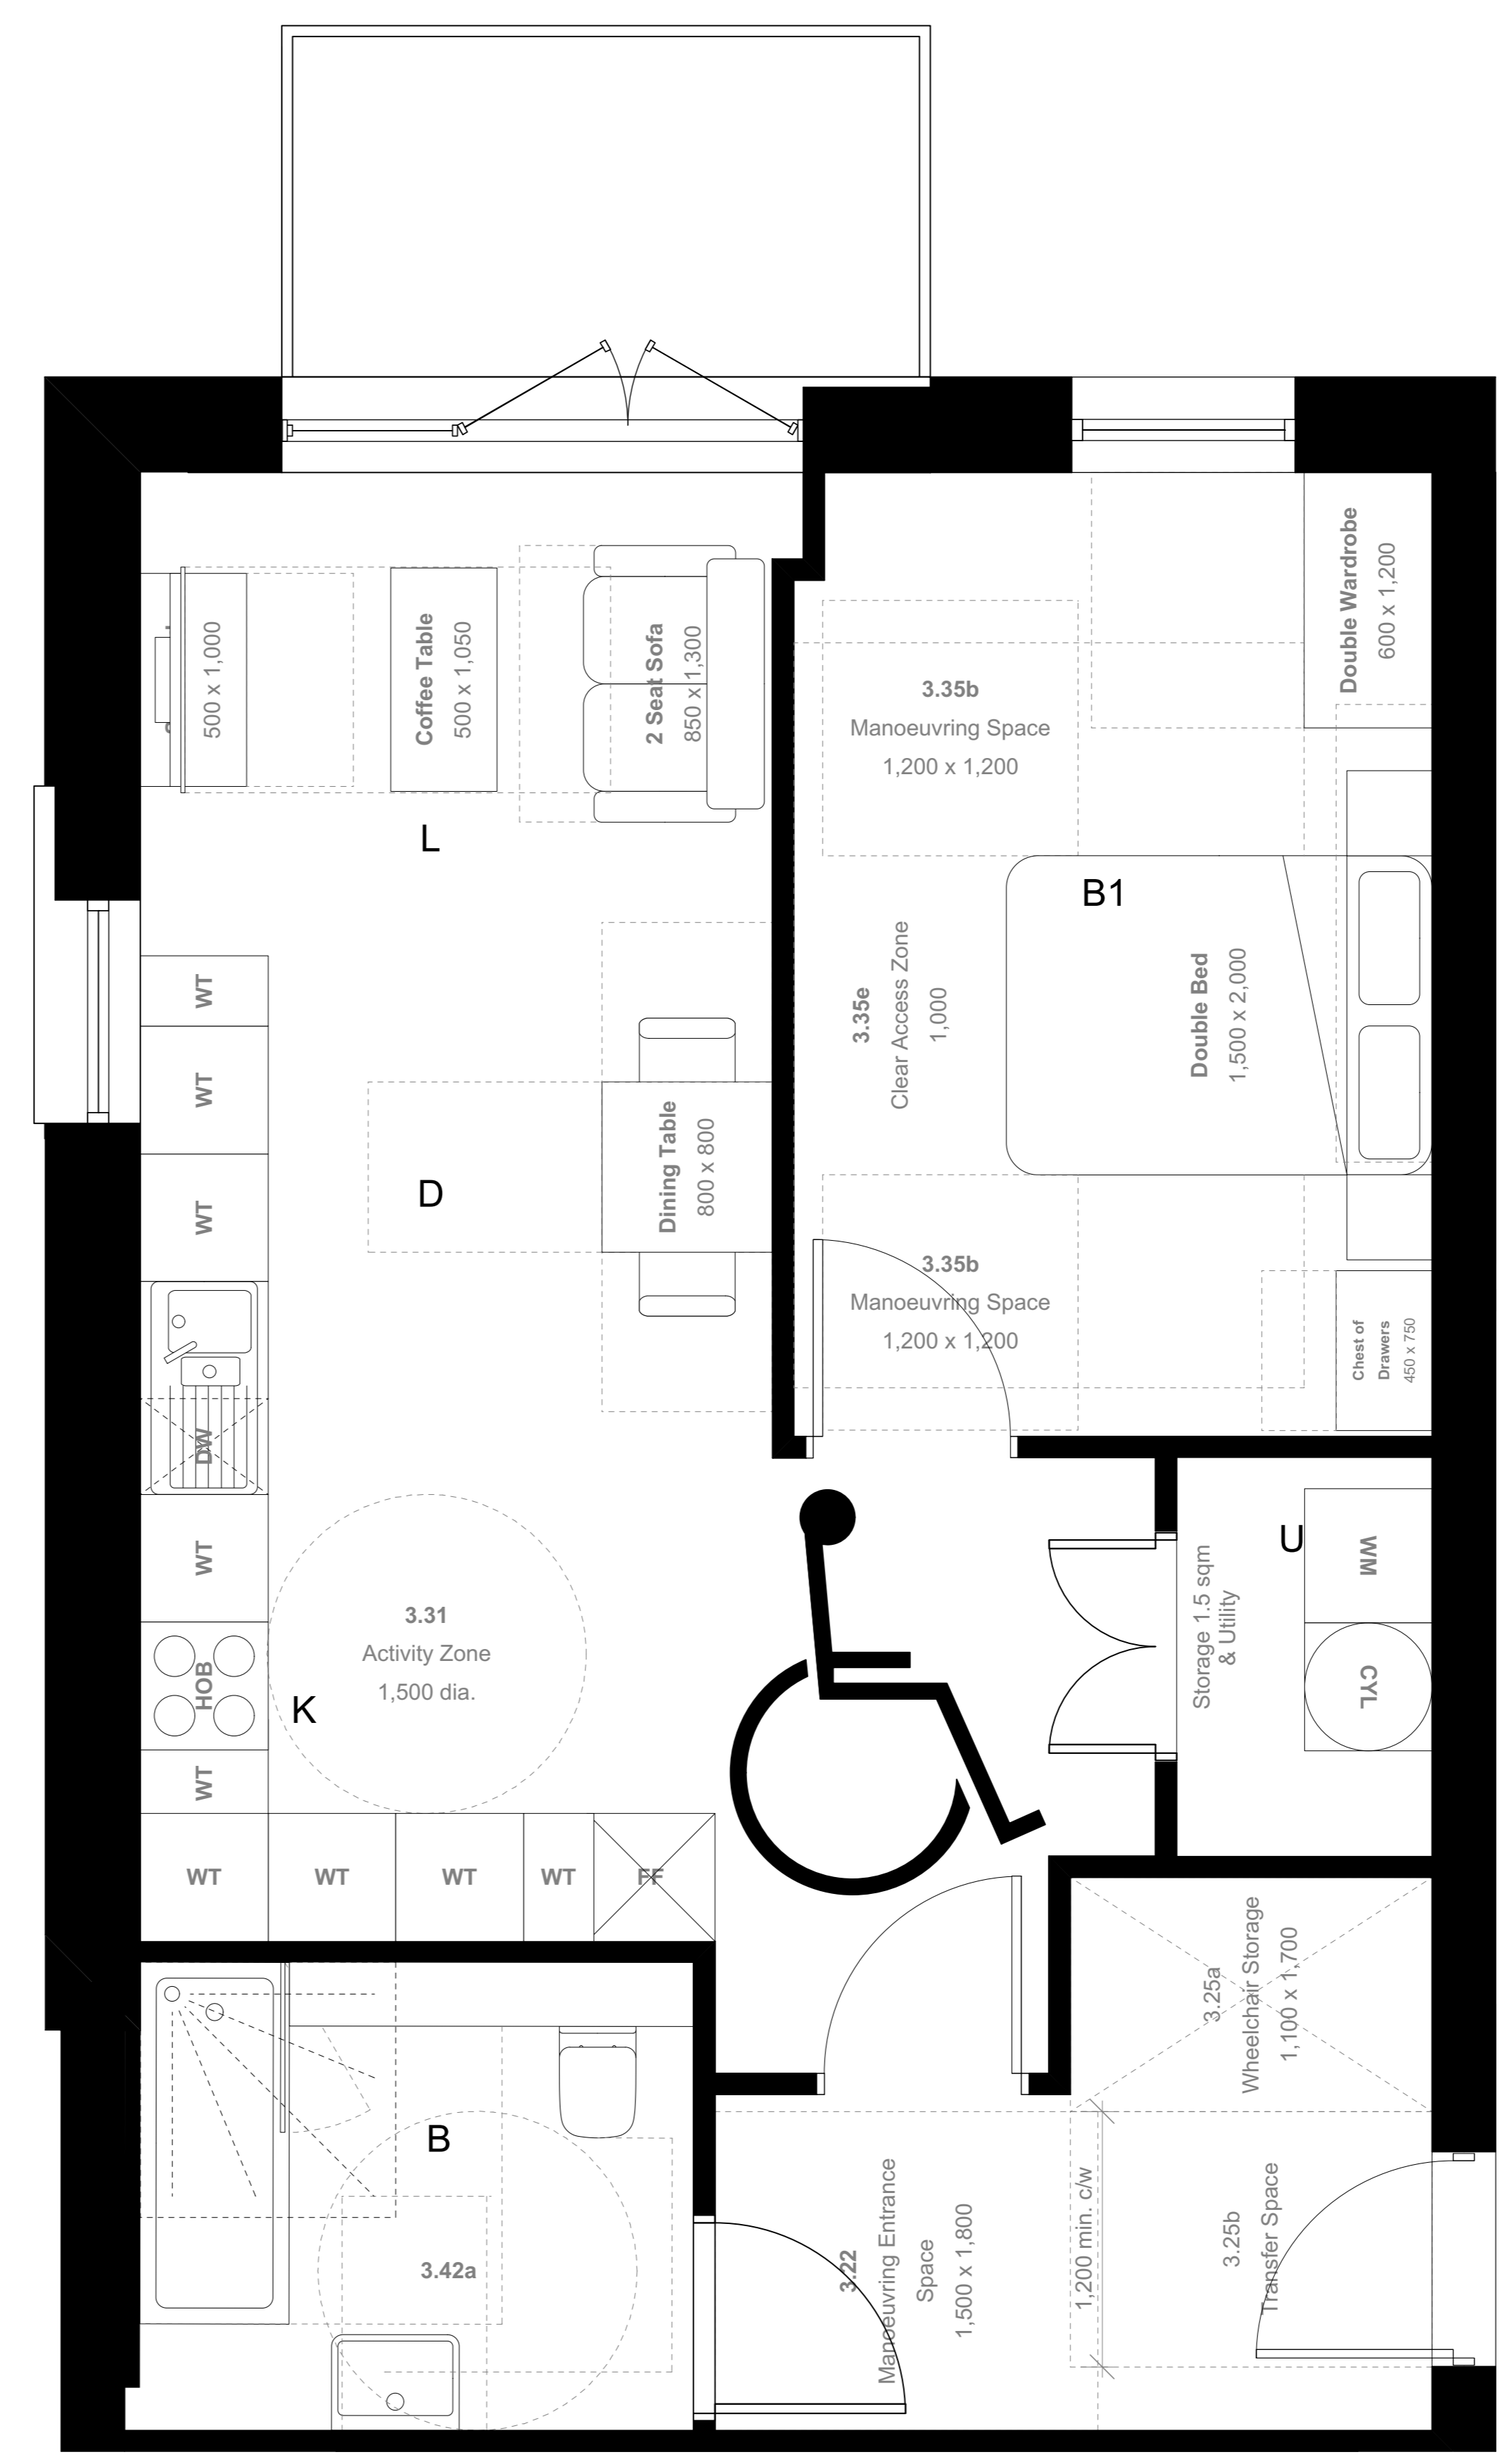 500 x 1,000
Coffee Table
500 x 1,050
2 Seat Sofa
850 x 1,300
L
3.35b
Manoeuvring Space
1,200 x 1,200
Double Wardrobe
600 x 1,200
B1
3.35e
Clear Access Zone
1,000
Double Bed
1,500 x 2,000
WT
WT
WT
D
Dining Table
800 x 800
3.35b
Manoeuvring Space
1,200 x 1,200
Chest of
Drawers
450 x 750
DW
WT
HOB
WT
K
3.31
Activity Zone
1,500 dia.
U
Storage 1.5 sqm
& Utility
WM
CYL
WT
WT
WT
WT
FF
3.25a
Wheelchair Storage
1,100 x 1,700
B
3.42a
3.22
Manoeuvring Entrance
Space
1,500 x 1,800
1,200 min. c/w
3.25b
Transfer Space